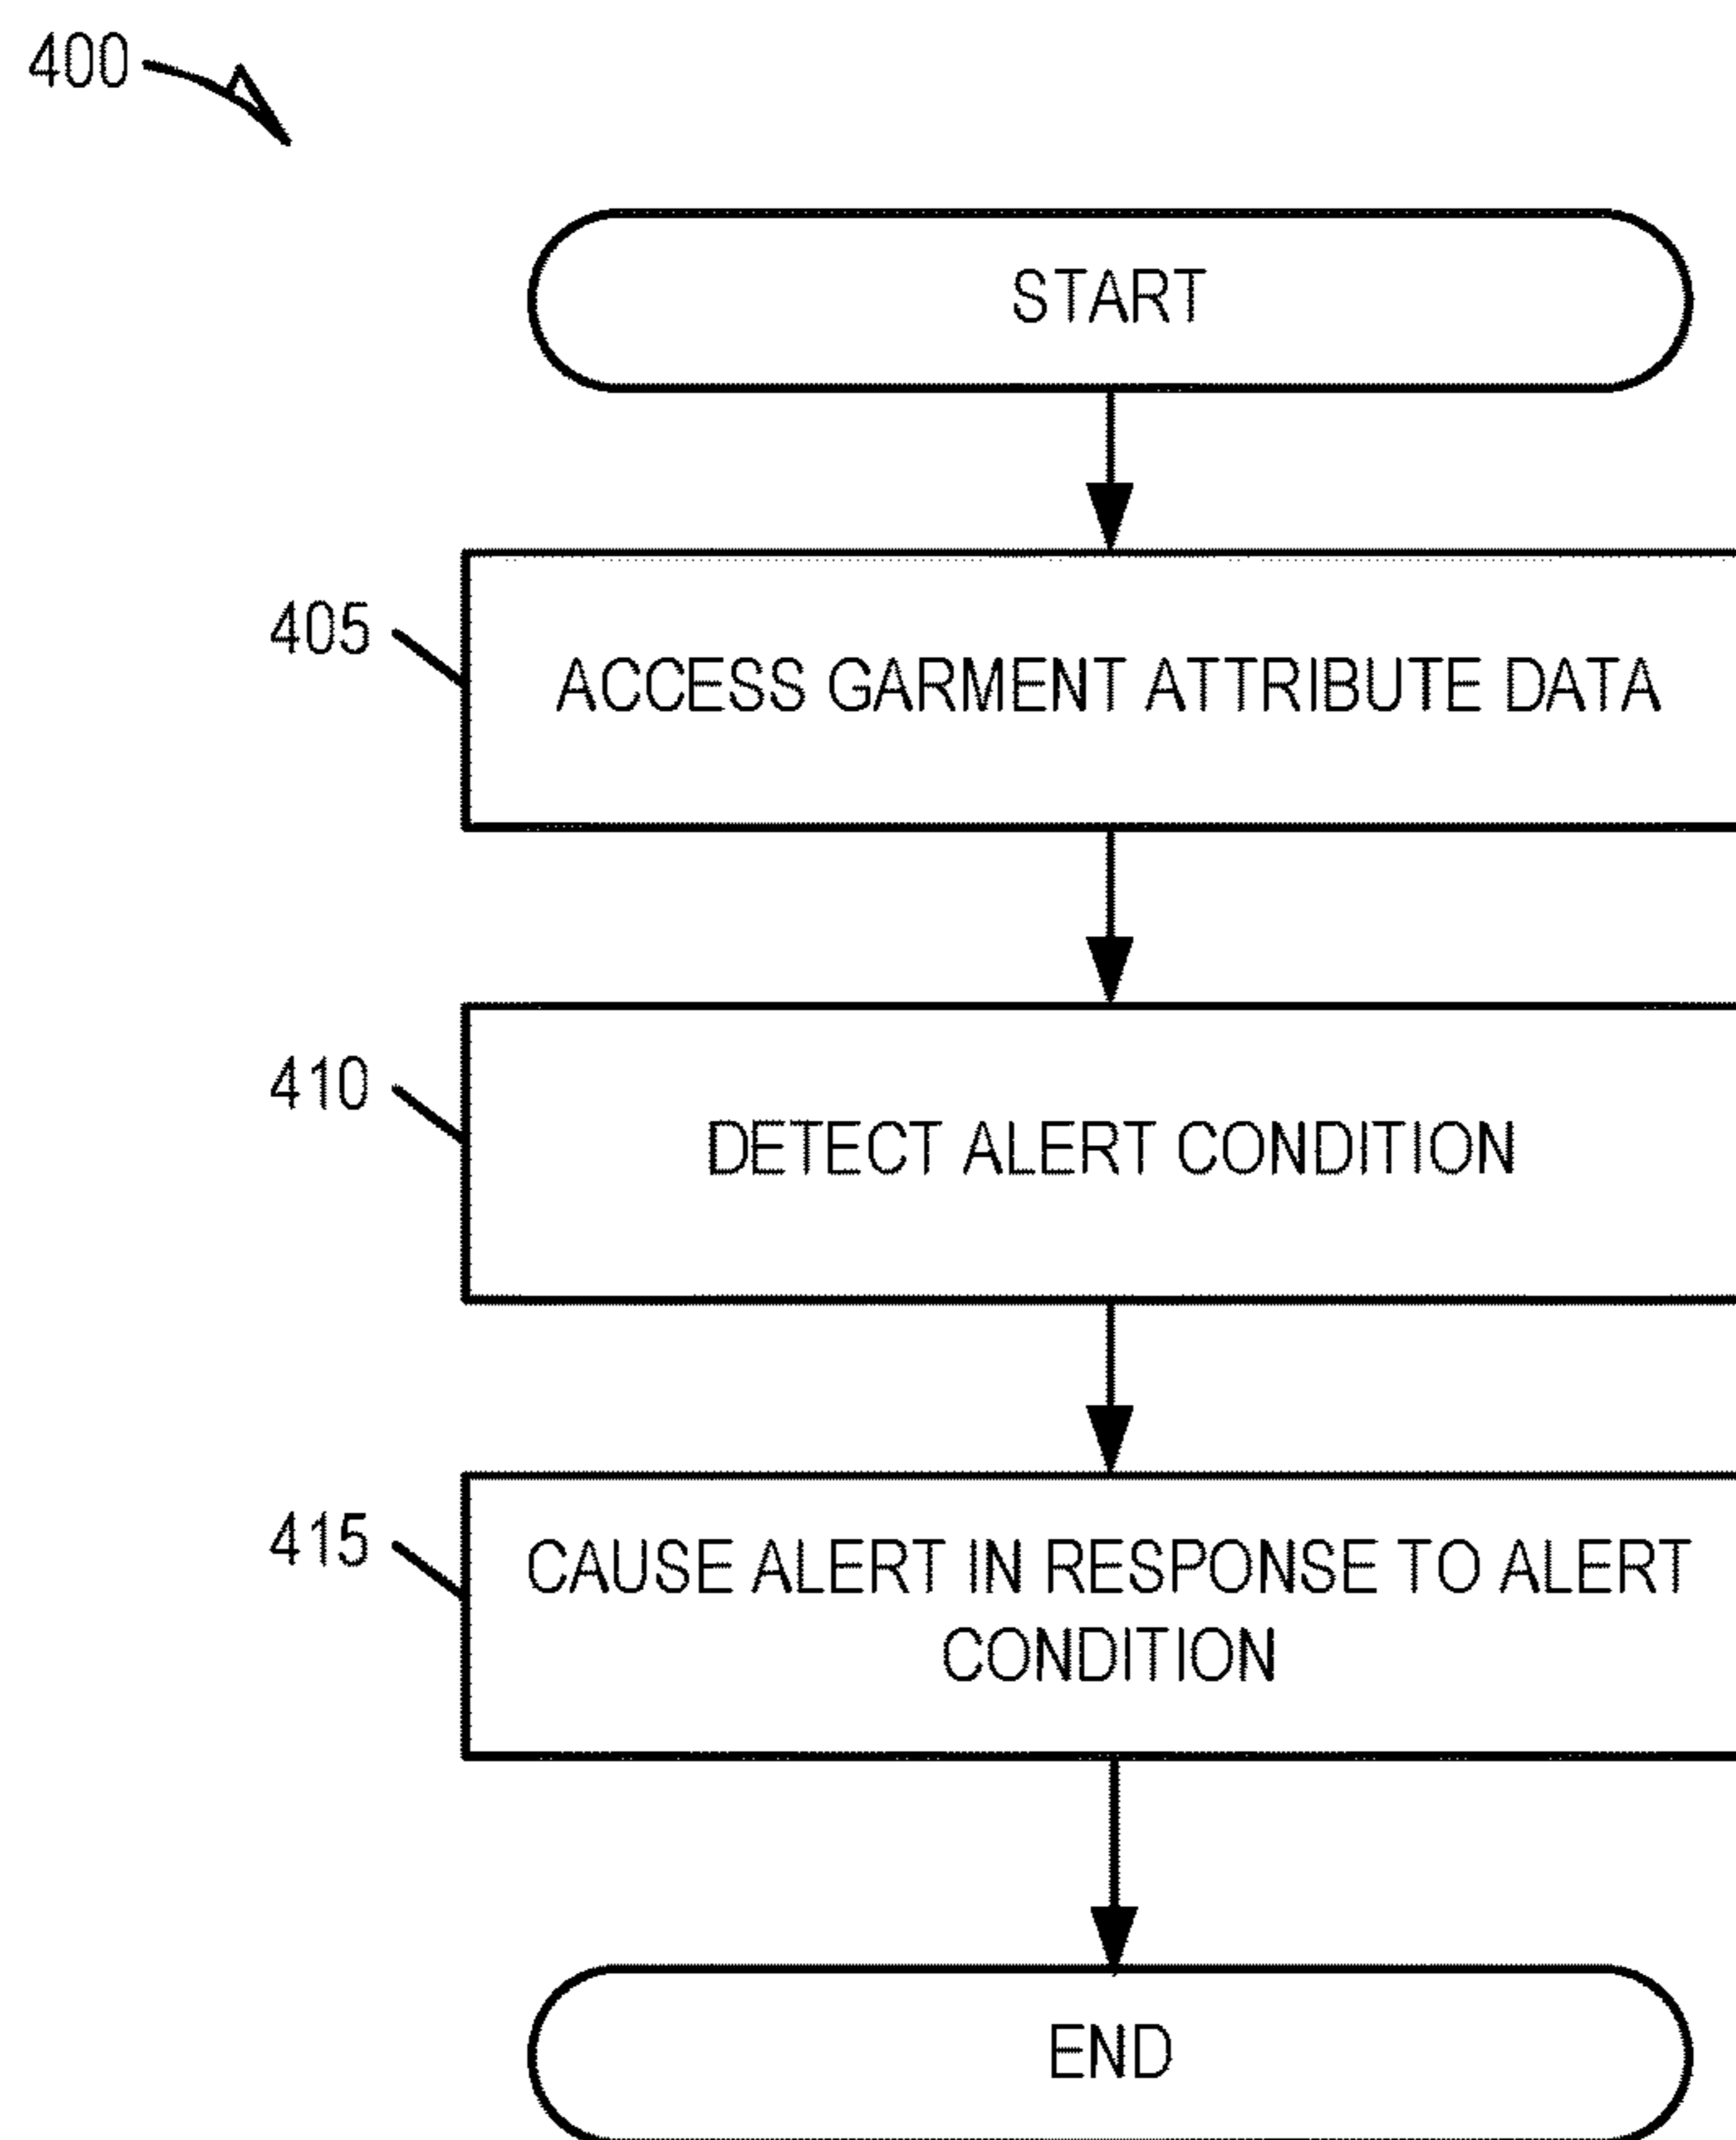 400
START
405
ACCESS GARMENT ATTRIBUTE DATA
410
DETECT ALERT CONDITION
415
CAUSE ALERT IN RESPONSE TO ALERT
CONDITION
END